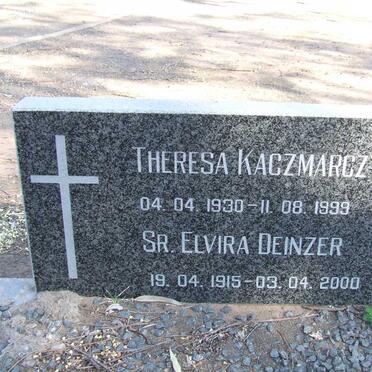 THERESA KACZMARCZ
04. 04. 1930-11. 08. 1999
SR. ELVIRA DEINZER
19. 04. 1915-03. 04. 2000